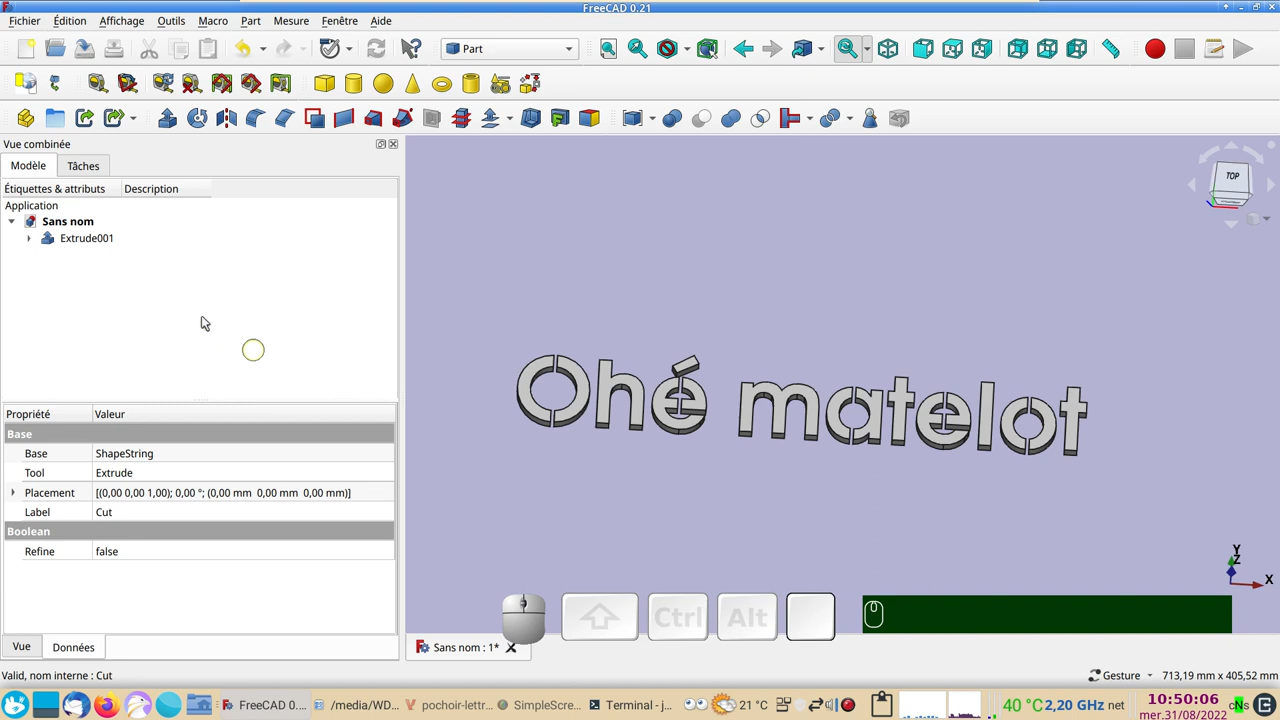 FreeCAD 0.21
Fichier Édition Affichage Outils Macro Part Mesure Fenêtre Aide
Part
Vue combinée
Modèle Tâches
Étiquettes & attributs Description
Application
Sans nom
Extrude001
TOP
Ohé matelot
Propriété Valeur
Base
Base ShapeString
Tool Extrude
Placement [(0,00 0,00 1,00); 0,00 °; (0,00 mm 0,00 mm 0,00 mm)]
Label Cut
Boolean
Refine false
Y
Z
X
Ctrl Alt
Vue Données
Sans nom : 1*
Valid, nom interne : Cut
Gesture 713,19 mm x 405,52 mm
FreeCAD 0.... /media/WD... pochoir-lettr... SimpleScre... Terminal - j... 21 °C 40 °C 2,20 GHz net 10:50:06 cNs
mer.31/08/2022